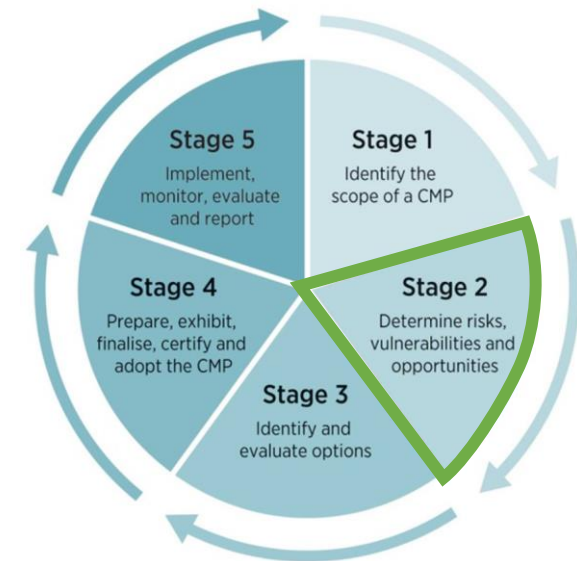 Stage 1
Identify the
scope of a CMP
Stage 2
Determine risks,
vulnerabilities and
opportunities
Stage 3
Identify and
evaluate options
Stage 4
Prepare, exhibit,
finalise, certify and
adopt the CMP
Stage 5
Implement,
monitor, evaluate
and report